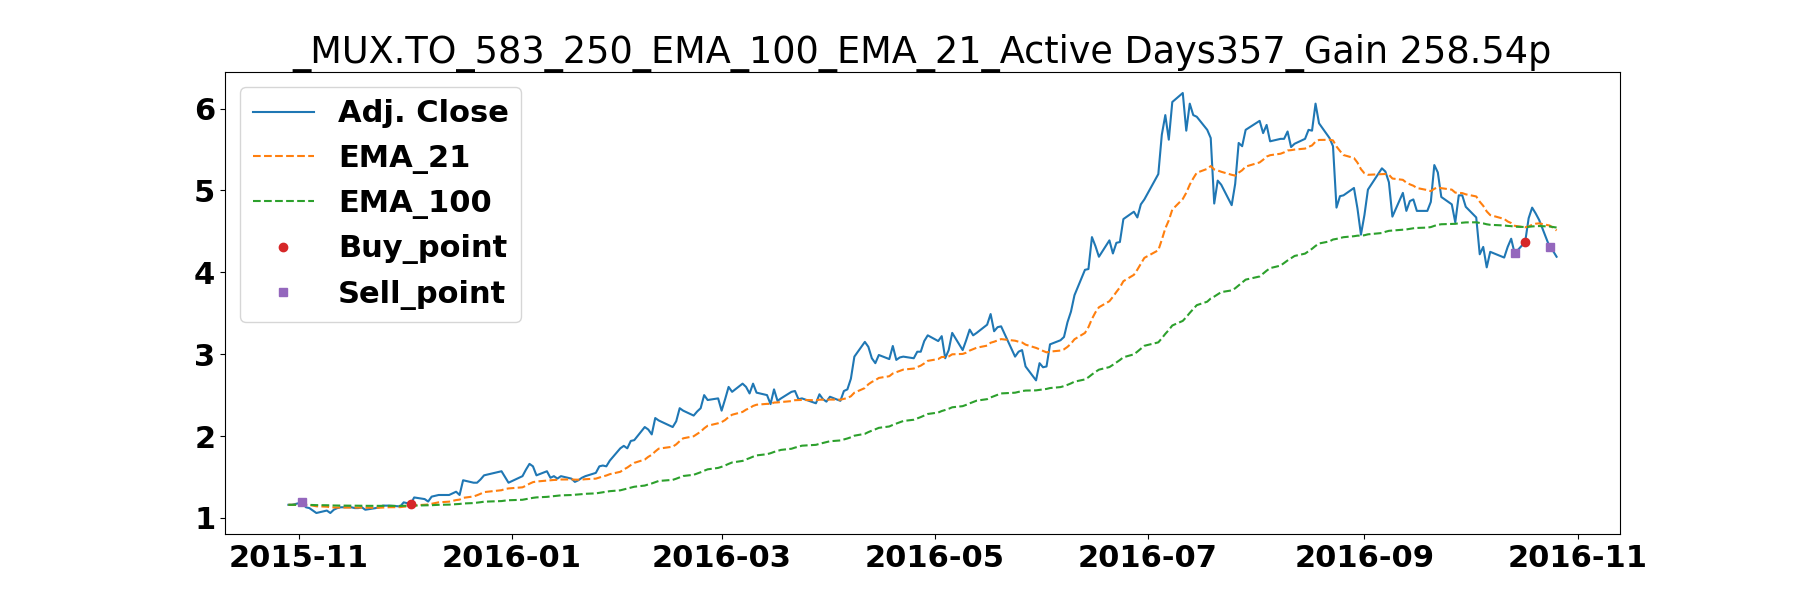 _MUX.TO_583_250_EMA_100_EMA_21_Active Days357_Gain 258.54p
Adj. Close
EMA_21
EMA_100
Buy_point
Sell_point
6
5
4
3
2
1
2015-11 2016-01 2016-03 2016-05 2016-07 2016-09 2016-11